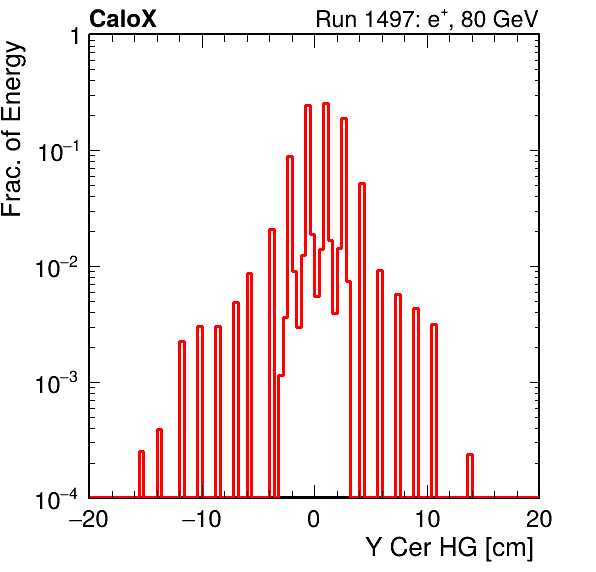 CaloX
Run 1497: e⁺, 80 GeV
Frac. of Energy
1
10⁻¹
10⁻²
10⁻³
10⁻⁴
−20
−10
0
10
20
Y Cer HG [cm]